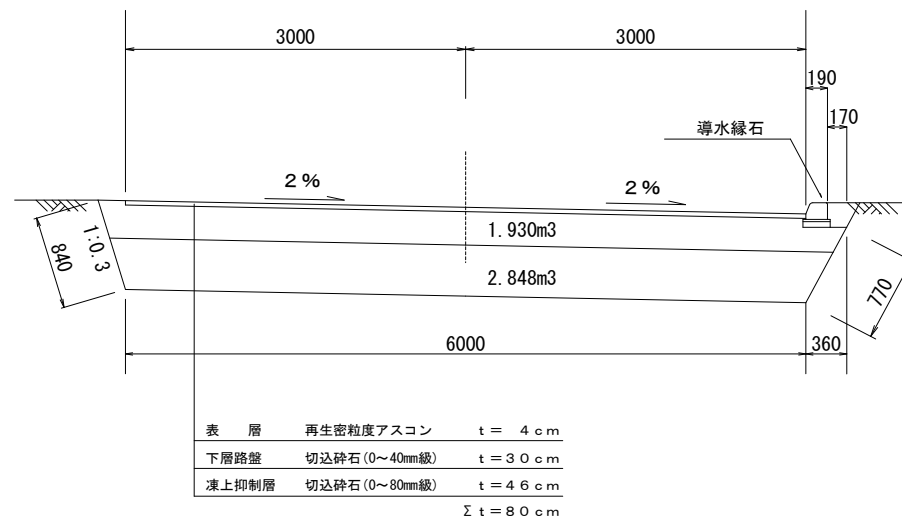 3000 3000
190
170
導水縁石
2% 2%
1:0.3
840
1.930m3
2.848m3
770
6000 360
表 層 再生密粒度アスコン t= 4cm
下層路盤 切込砕石(0~40mm級) t=30cm
凍上抑制層 切込砕石(0~80mm級) t=46cm
Σt=80cm